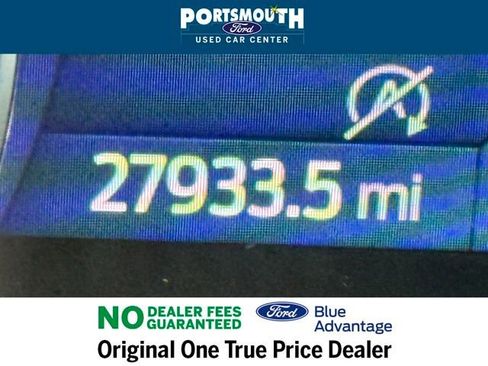 PORTSMOUTH
Ford
USED CAR CENTER
A
27933.5 mi
NO DEALER FEES GUARANTEED
Ford
Blue Advantage
Original One True Price Dealer